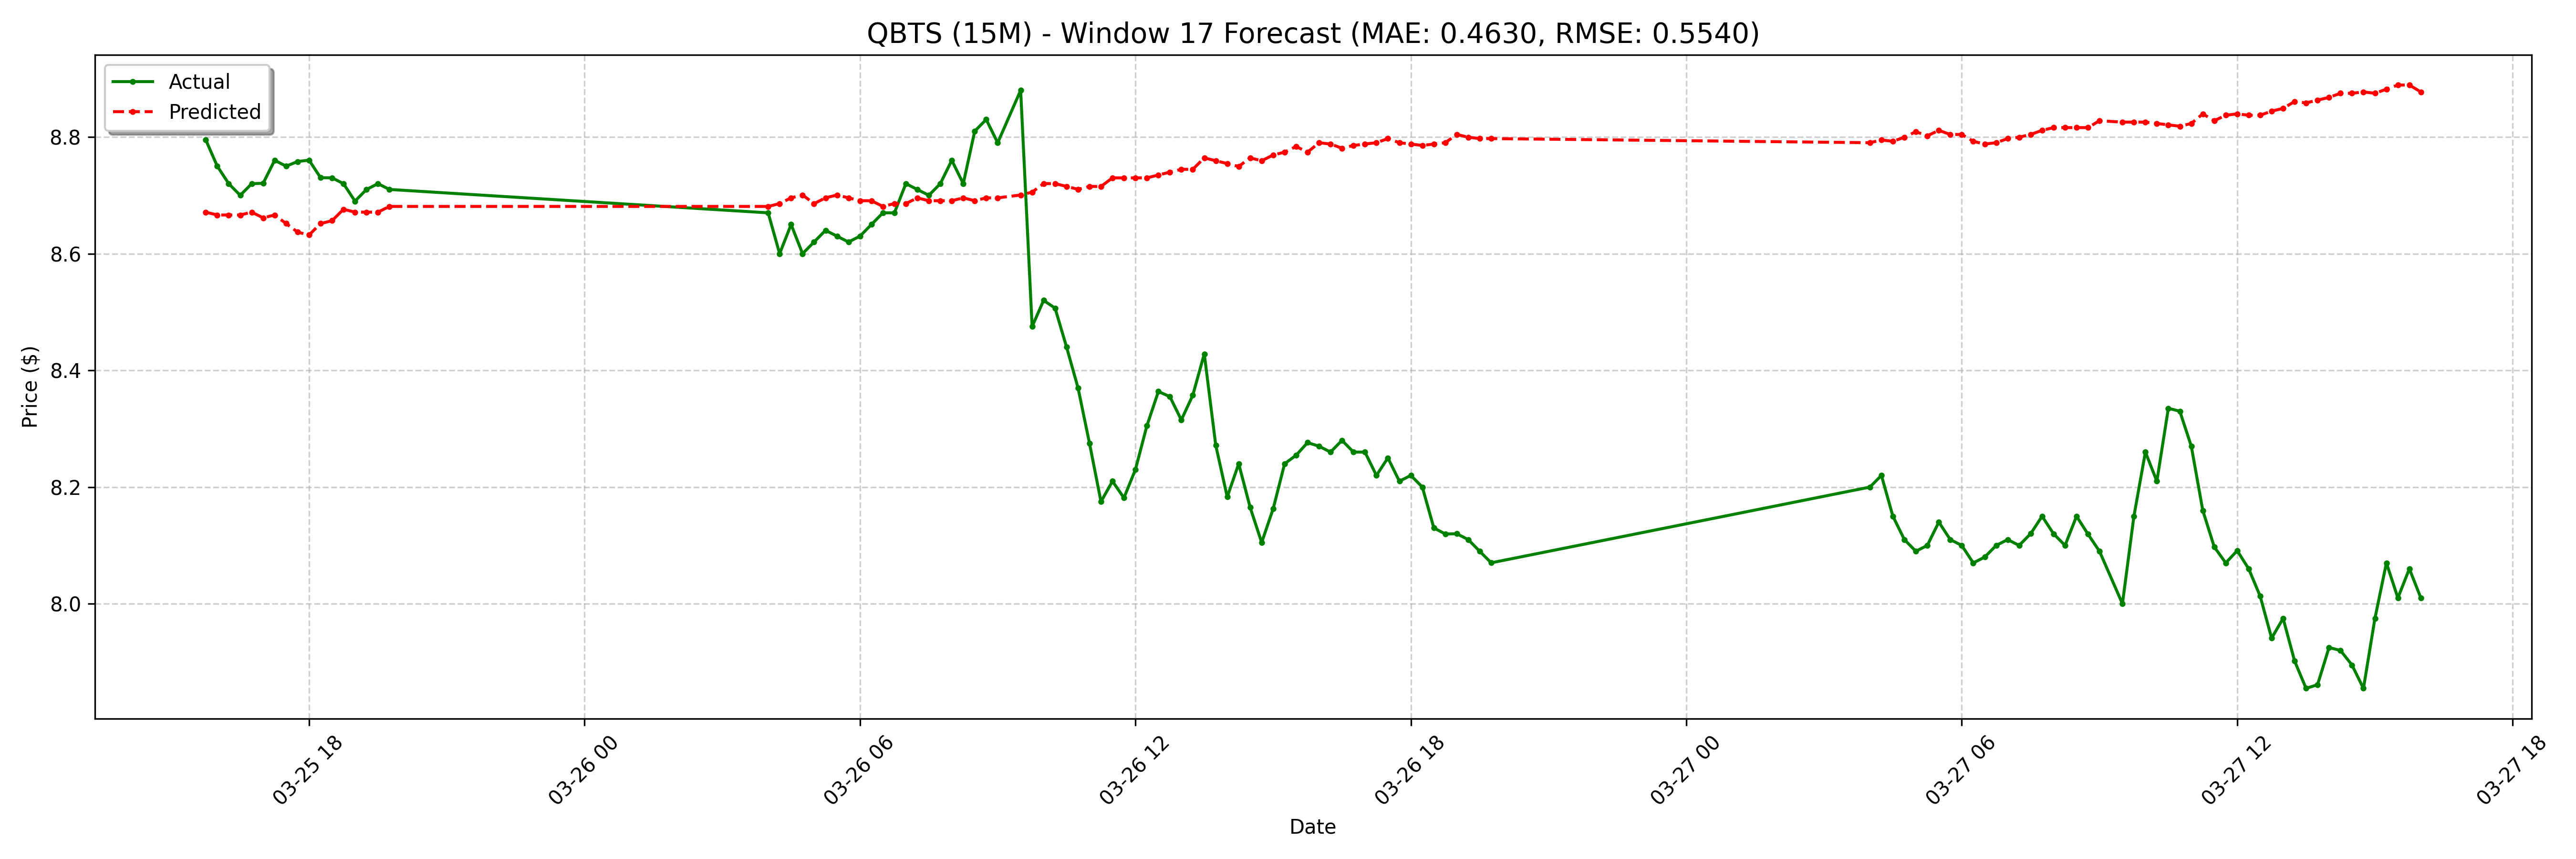 QBTS (15M) - Window 17 Forecast (MAE: 0.4630, RMSE: 0.5540)
Actual
Predicted
Price ($)
8.8
8.6
8.4
8.2
8.0
03-25 18
03-26 00
03-26 06
03-26 12
03-26 18
03-27 00
03-27 06
03-27 12
03-27 18
Date